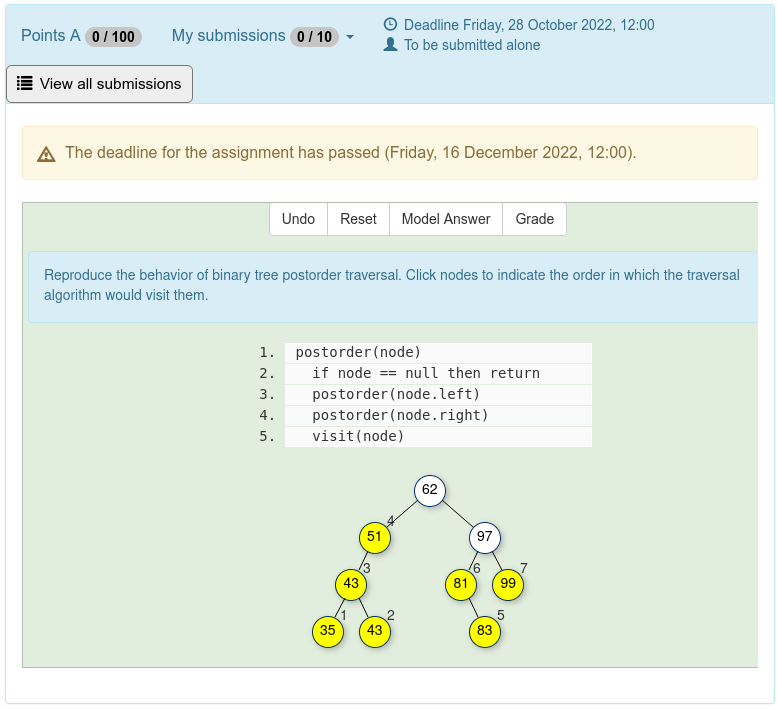 Points A 0 / 100 My submissions 0 / 10
Deadline Friday, 28 October 2022, 12:00
To be submitted alone
View all submissions
The deadline for the assignment has passed (Friday, 16 December 2022, 12:00).
Undo Reset Model Answer Grade
Reproduce the behavior of binary tree postorder traversal. Click nodes to indicate the order in which the traversal
algorithm would visit them.
1. postorder(node)
2. if node == null then return
3. postorder(node.left)
4. postorder(node.right)
5. visit(node)
62
4
51 97
3 6 7
43 81 99
1 2 5
35 43 83